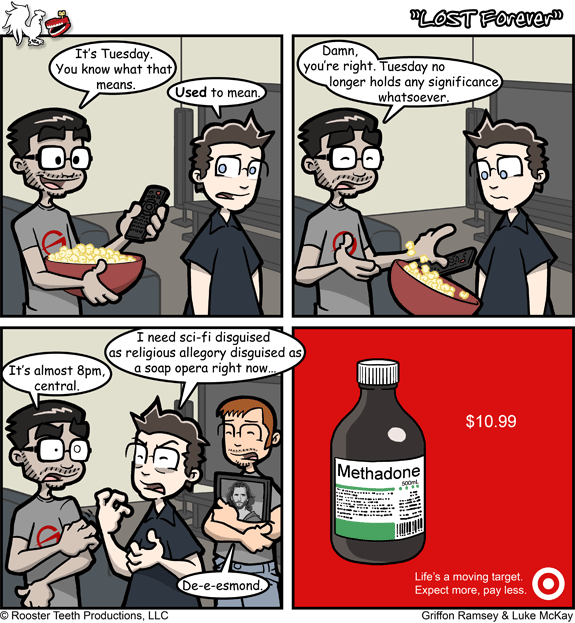 "LOST Forever"
It's Tuesday.
You know what that
means.
Used to mean.
Damn,
you're right. Tuesday no
longer holds any significance
whatsoever.
It's almost 8pm,
central.
I need sci-fi disguised
as religious allegory disguised as
a soap opera right now...
De-e-esmond.
$10.99
Methadone
500mL
Life's a moving target.
Expect more, pay less.
© Rooster Teeth Productions, LLC
Griffon Ramsey & Luke McKay